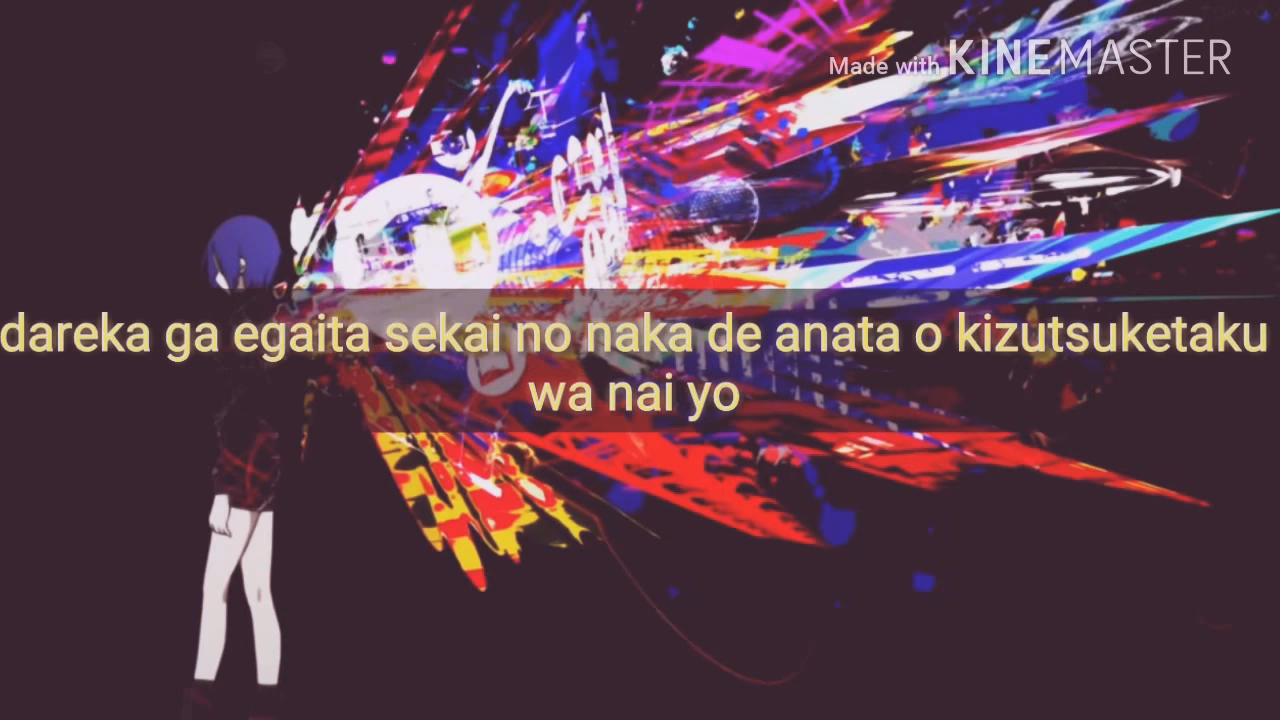 Made with KINEMASTER
dareka ga egaita sekai no naka de anata o kizutsuketaku
wa nai yo